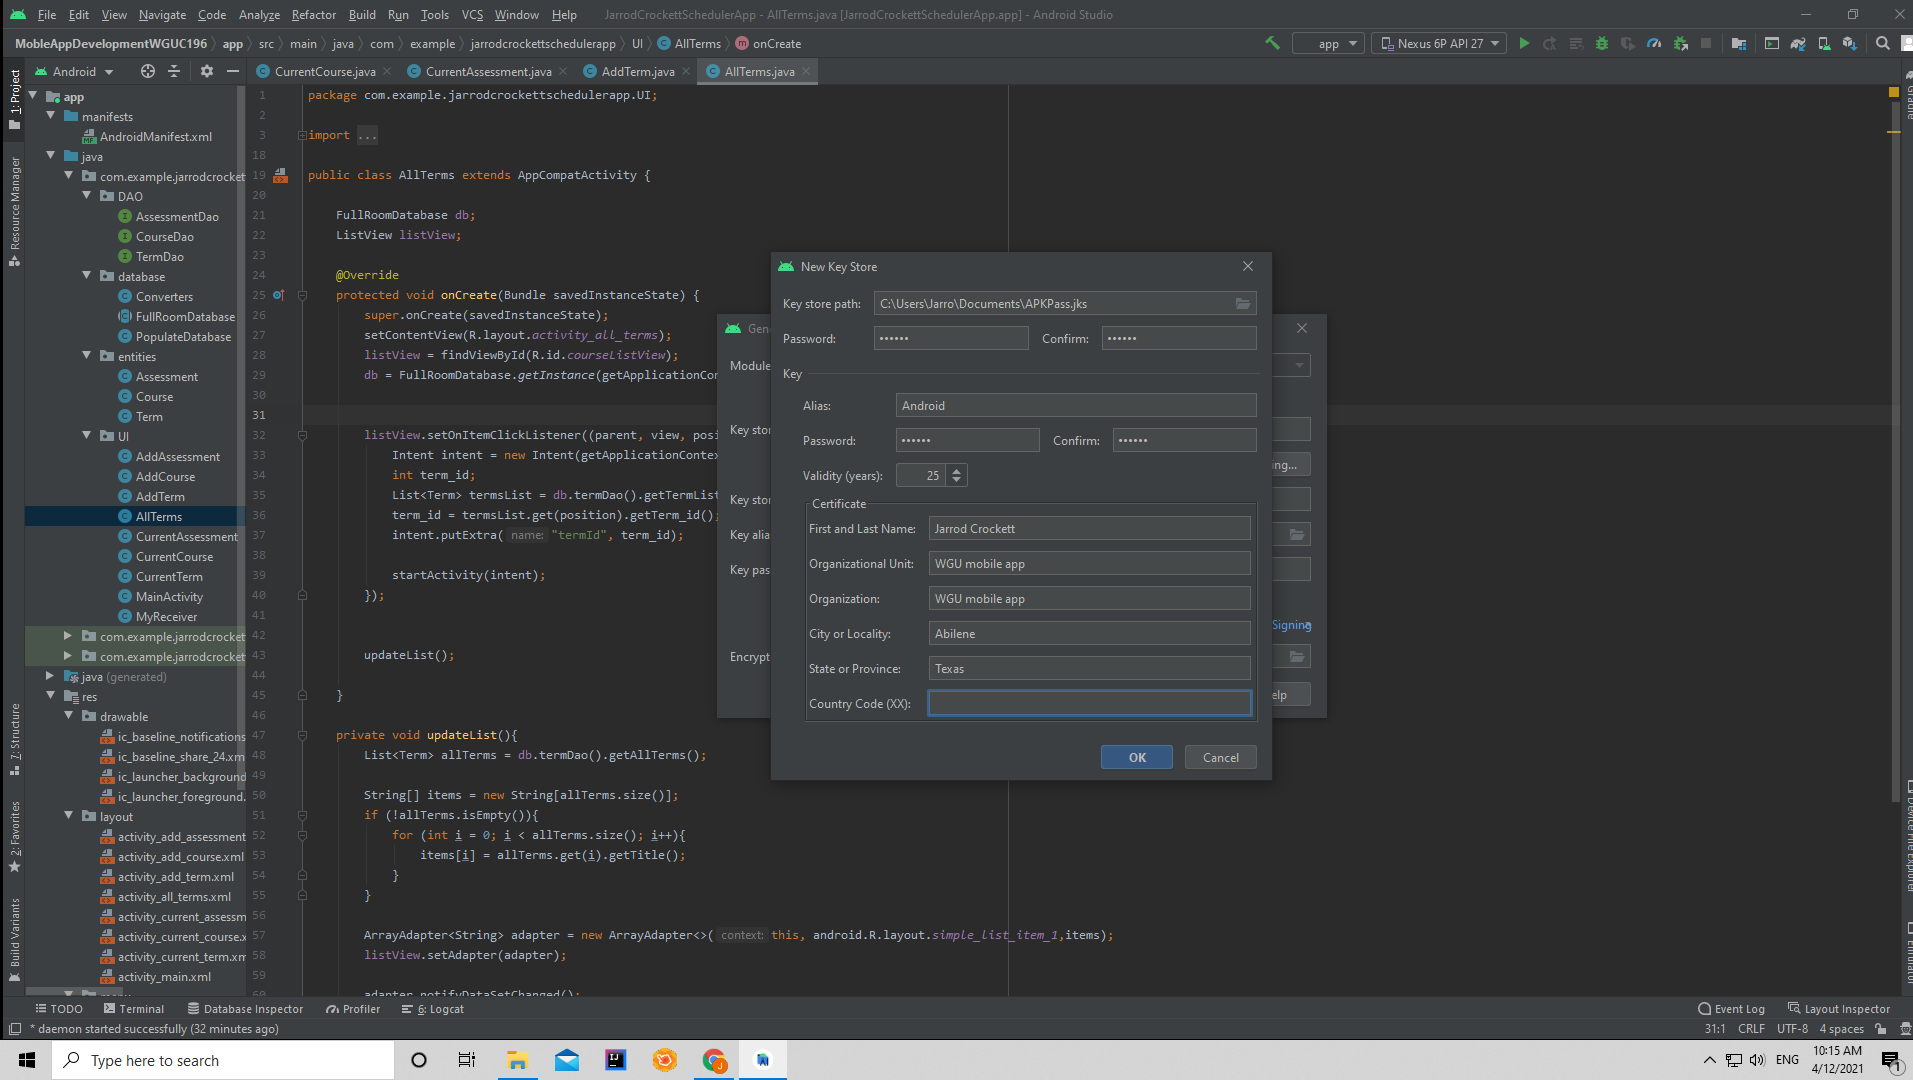 File Edit View Navigate Code Analyze Refactor Build Run Tools VCS Window Help JarrodCrockettSchedulerApp - AllTerms.java [JarrodCrockettSchedulerApp.app] - Android Studio
MobleAppDevelopmentWGUC196 app src main java com example jarrodcrockettschedulerapp UI AllTerms onCreate app Nexus 6P API 27
Android CurrentCourse.java CurrentAssessment.java AddTerm.java AllTerms.java
1: Project
Resource Manager
7: Structure
2: Favorites
Build Variants
app
manifests
AndroidManifest.xml
java
com.example.jarrodcrocket
DAO
AssessmentDao
CourseDao
TermDao
database
Converters
FullRoomDatabase
PopulateDatabase
entities
Assessment
Course
Term
UI
AddAssessment
AddCourse
AddTerm
AllTerms
CurrentAssessment
CurrentCourse
CurrentTerm
MainActivity
MyReceiver
com.example.jarrodcrocket
com.example.jarrodcrocket
java (generated)
res
drawable
ic_baseline_notifications
ic_baseline_share_24.xm
ic_launcher_background
ic_launcher_foreground.
layout
activity_add_assessment
activity_add_course.xml
activity_add_term.xml
activity_all_terms.xml
activity_current_assessm
activity_current_course.x
activity_current_term.xm
activity_main.xml
1 package com.example.jarrodcrockettschedulerapp.UI;
2
3 import ...
18
19 public class AllTerms extends AppCompatActivity {
20
21 FullRoomDatabase db;
22 ListView listView;
23
24 @Override
25 protected void onCreate(Bundle savedInstanceState) {
26 super.onCreate(savedInstanceState);
27 setContentView(R.layout.activity_all_terms);
28 listView = findViewById(R.id.courseListView);
29 db = FullRoomDatabase.getInstance(getApplicationCon
30
31
32 listView.setOnItemClickListener((parent, view, posi
33 Intent intent = new Intent(getApplicationContex
34 int term_id;
35 List<Term> termsList = db.termDao().getTermList
36 term_id = termsList.get(position).getTerm_id();
37 intent.putExtra( name: "termId", term_id);
38
39 startActivity(intent);
40 });
41
42
43 updateList();
44
45 }
46
47 private void updateList(){
48 List<Term> allTerms = db.termDao().getAllTerms();
49
50 String[] items = new String[allTerms.size()];
51 if (!allTerms.isEmpty()){
52 for (int i = 0; i < allTerms.size(); i++){
53 items[i] = allTerms.get(i).getTitle();
54 }
55 }
56
57 ArrayAdapter<String> adapter = new ArrayAdapter<>( context: this, android.R.layout.simple_list_item_1,items);
58 listView.setAdapter(adapter);
59
60 adapter.notifyDataSetChanged();
Gene
Module
Key stor
ng...
Key stor
Key alia
Key pas
Signing
Encrypt
elp
New Key Store
Key store path: C:\Users\Jarro\Documents\APKPass.jks
Password: •••••• Confirm: ••••••
Key
Alias: Android
Password: •••••• Confirm: ••••••
Validity (years): 25
Certificate
First and Last Name: Jarrod Crockett
Organizational Unit: WGU mobile app
Organization: WGU mobile app
City or Locality: Abilene
State or Province: Texas
Country Code (XX):
OK Cancel
Gradle
Device File Explorer
Emulator
TODO Terminal Database Inspector Profiler 6: Logcat Event Log Layout Inspector
* daemon started successfully (32 minutes ago) 31:1 CRLF UTF-8 4 spaces
Type here to search ENG 10:15 AM
4/12/2021
1